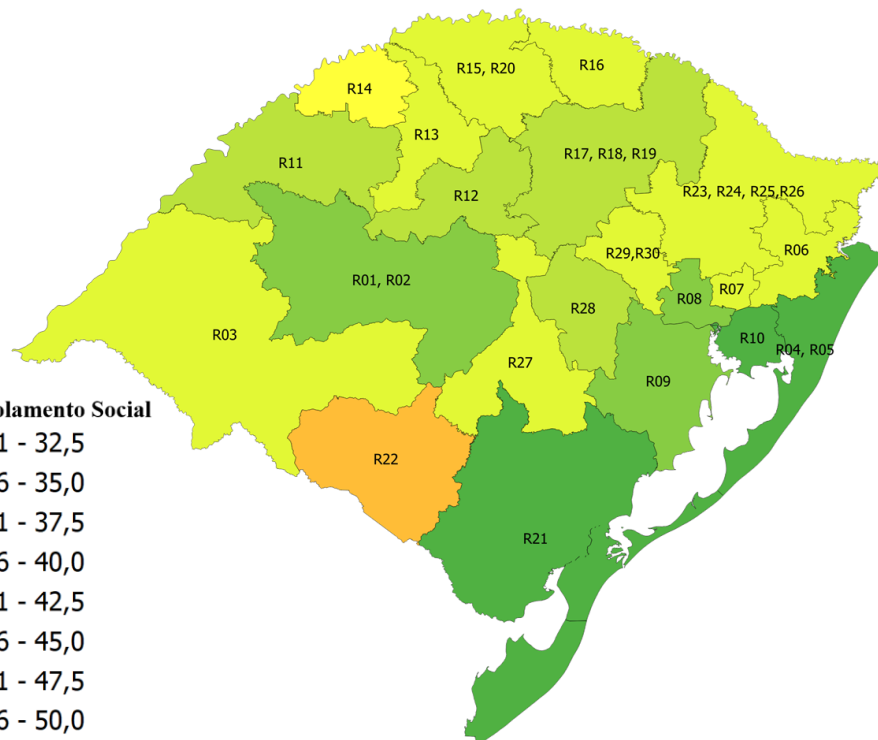 R15, R20
R16
R14
R13
R17, R18, R19
R11
R12
R23, R24, R25,R26
R29,R30
R06
R01, R02
R07
R08
R28
R03
R10
R04, R05
R27
R09
olamento Social
1 - 32,5
6 - 35,0
R22
1 - 37,5
6 - 40,0
R21
1 - 42,5
6 - 45,0
1 - 47,5
6 - 50,0